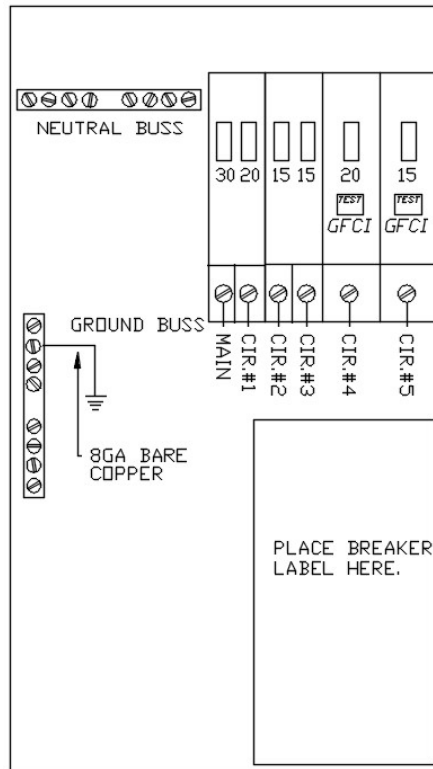 NEUTRAL BUSS
30 20 15 15 20 15
TEST TEST
GFCI GFCI
GROUND BUSS
MAIN
CIR.#1
CIR.#2
CIR.#3
CIR.#4
CIR.#5
8GA BARE
COPPER
PLACE BREAKER
LABEL HERE.